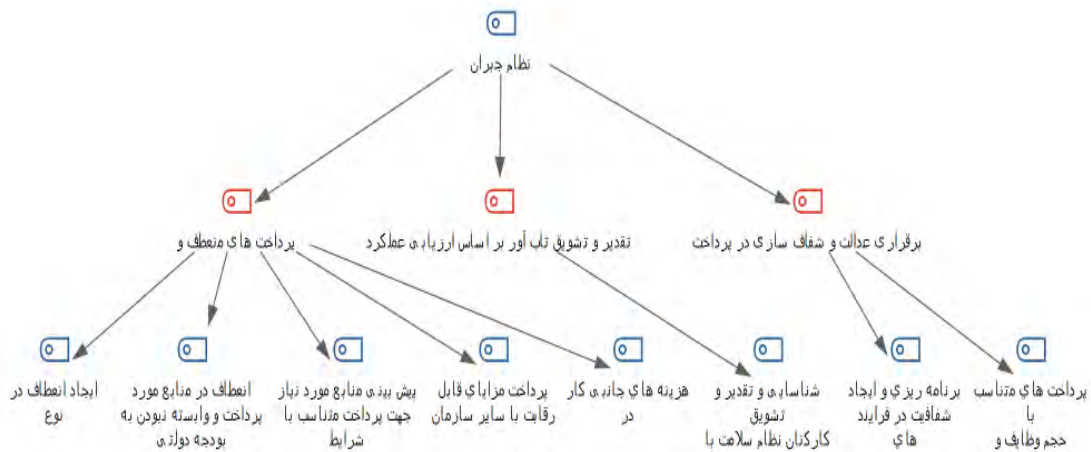 نظام جبران
برقراری عدالت و شفاف سازی در پرداخت
تقدیر و تشویق تاب آور بر اساس ارزیابی عملکرد
پرداخت های منعطف و
پرداخت های متناسب
با
حجم وظایف و
برنامه ریزی و ایجاد
شفافیت در فرایند
های
شناسایی و تقدیر و
تشویق
کارکنان نظام سلامت با
هزینه های جانبی کار
در
پرداخت مزایای قابل
رقابت با سایر سازمان
پیش بینی منابع مورد نیاز
جهت پرداخت متناسب با
شرایط
انعطاف در منابع مورد
پرداخت و وابسته نبودن به
بودجه دولتی
ایجاد انعطاف در
نوع